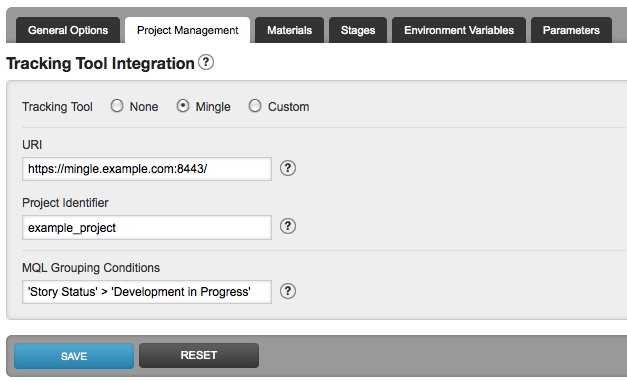 General Options Project Management Materials Stages Environment Variables Parameters
Tracking Tool Integration ?
Tracking Tool None Mingle Custom
URI
https://mingle.example.com:8443/ ?
Project Identifier
example_project ?
MQL Grouping Conditions
'Story Status' > 'Development in Progress' ?
SAVE RESET